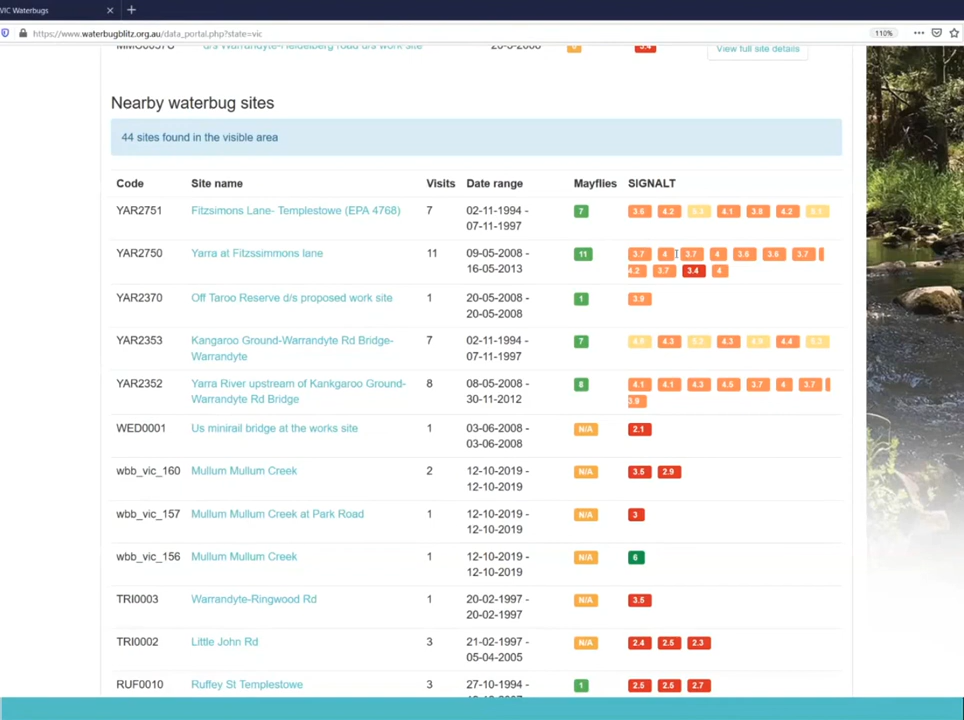 VIC Waterbugs
https://www.waterbugblitz.org.au/data_portal.php?state=vic
110%
d/s Warrandyte-Heidelberg road d/s work site
View full site details
Nearby waterbug sites
44 sites found in the visible area
Code Site name Visits Date range Mayflies SIGNALT
YAR2751 Fitzsimons Lane- Templestowe (EPA 4768) 7 02-11-1994 - 7 3.6 4.2 4.1 3.8 4.2
07-11-1997
YAR2750 Yarra at Fitzssimmons lane 11 09-05-2008 - 11 3.7 4 3.7 4 3.6 3.6 3.7
16-05-2013 4.2 3.7 3.4 4
YAR2370 Off Taroo Reserve d/s proposed work site 1 20-05-2008 - 1 3.9
20-05-2008
YAR2353 Kangaroo Ground-Warrandyte Rd Bridge- 7 02-11-1994 - 7 4.3 4.3 4.4
Warrandyte 07-11-1997
YAR2352 Yarra River upstream of Kankgaroo Ground- 8 08-05-2008 - 8 4.1 4.1 4.3 4.5 3.7 4 3.7
Warrandyte Rd Bridge 30-11-2012 3.9
WED0001 Us minirail bridge at the works site 1 03-06-2008 - N/A 2.1
03-06-2008
wbb_vic_160 Mullum Mullum Creek 2 12-10-2019 - N/A 3.5 2.9
12-10-2019
wbb_vic_157 Mullum Mullum Creek at Park Road 1 12-10-2019 - N/A 3
12-10-2019
wbb_vic_156 Mullum Mullum Creek 1 12-10-2019 - N/A 6
12-10-2019
TRI0003 Warrandyte-Ringwood Rd 1 20-02-1997 - N/A 3.5
20-02-1997
TRI0002 Little John Rd 3 21-02-1997 - N/A 2.4 2.5 2.3
05-04-2005
RUF0010 Ruffey St Templestowe 3 27-10-1994 - 1 2.5 2.5 2.7